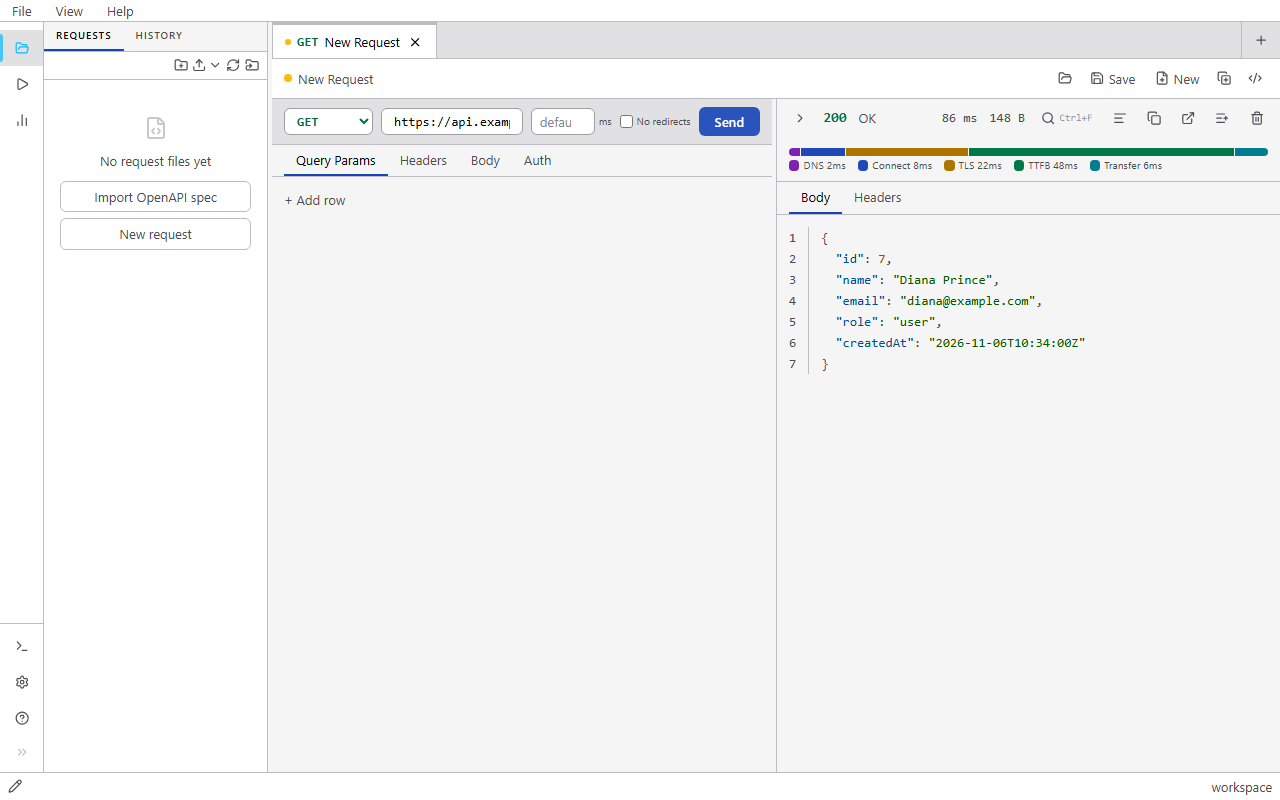 File View Help
REQUESTS HISTORY
GET New Request
New Request
Save New
No request files yet
Import OpenAPI spec
New request
GET https://api.examp defau ms No redirects Send
Query Params Headers Body Auth
+ Add row
200 OK 86 ms 148 B Ctrl+F
DNS 2ms Connect 8ms TLS 22ms TTFB 48ms Transfer 6ms
Body Headers
1 {
2 "id": 7,
3 "name": "Diana Prince",
4 "email": "diana@example.com",
5 "role": "user",
6 "createdAt": "2026-11-06T10:34:00Z"
7 }
workspace